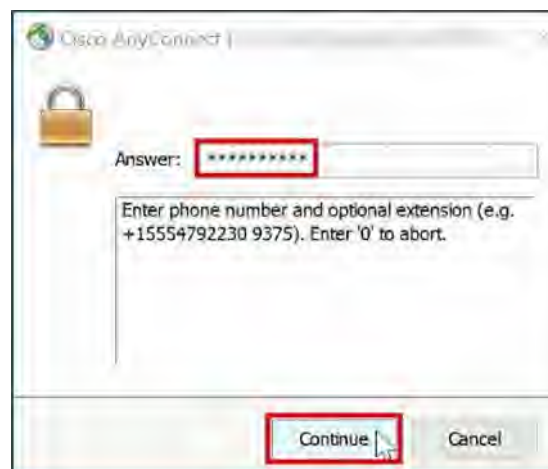 Cisco AnyConnect |
Answer: **********
Enter phone number and optional extension (e.g.
+15554792230 9375). Enter '0' to abort.
Continue
Cancel